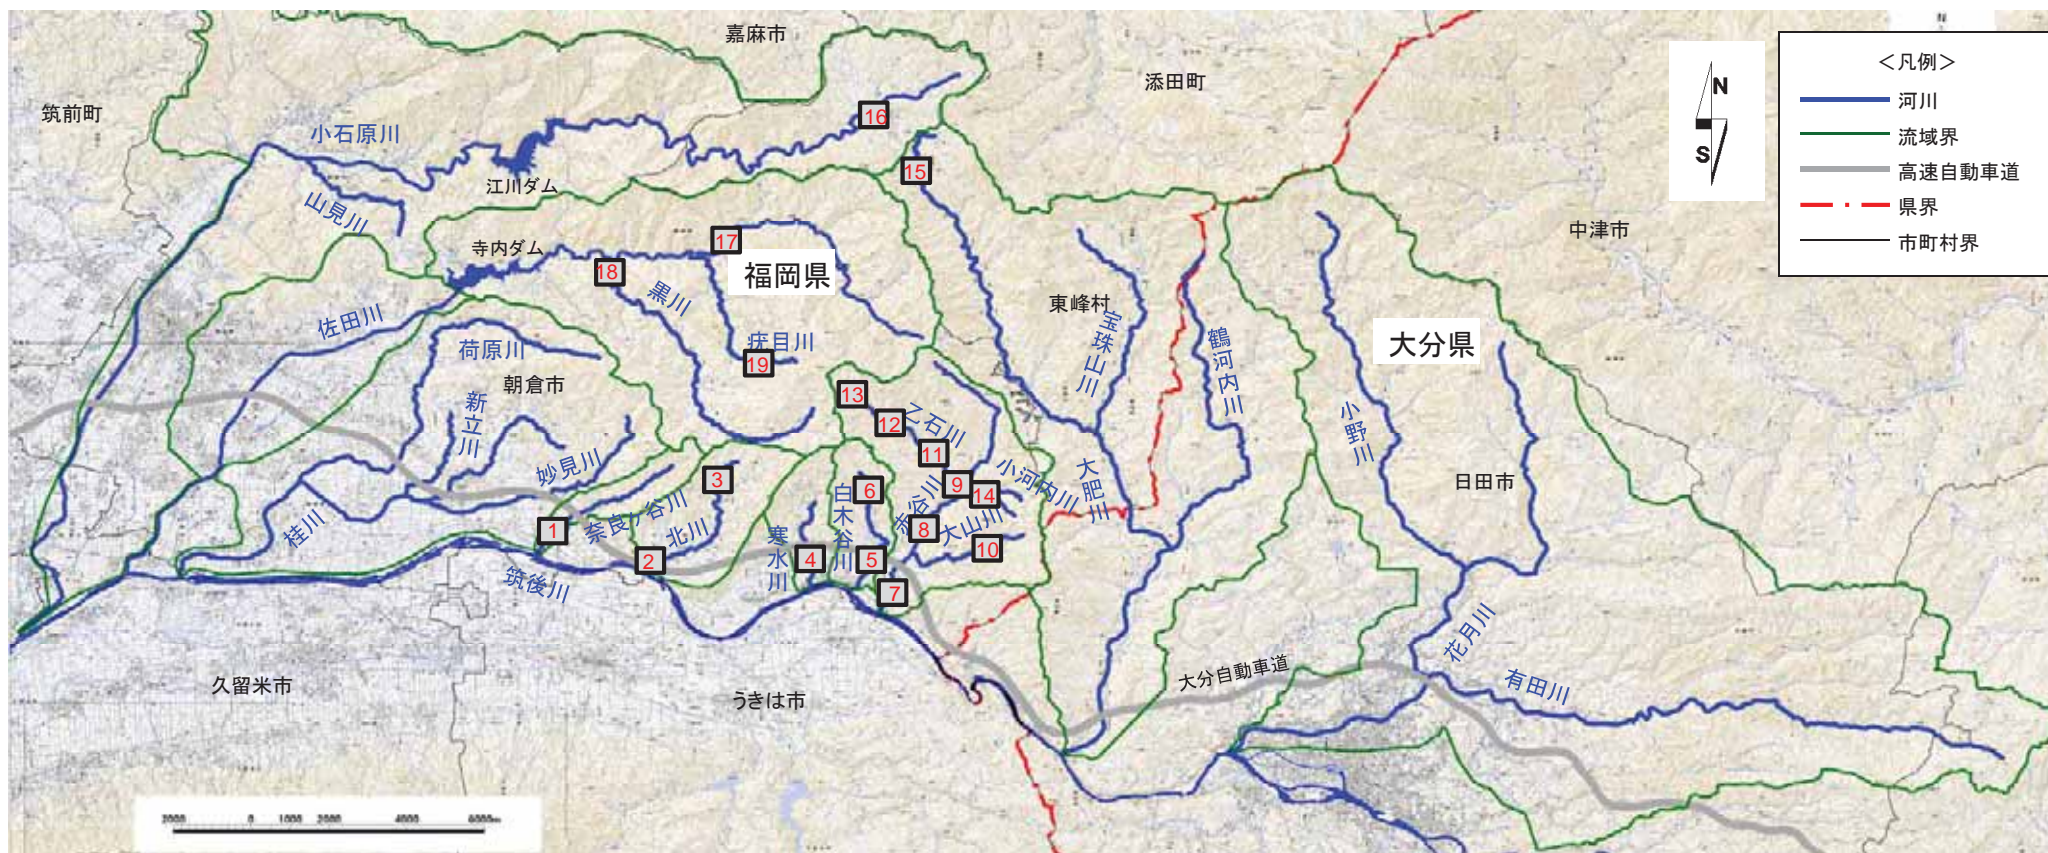 嘉麻市
添田町
筑前町
小石原川
16
15
江川ダム
山見川
寺内ダム
17
18
福岡県
黒川
佐田川
荷原川
疣目川
19
朝倉市
新立川
妙見川
桂川
奈良ヶ谷川
北川
筑後川
1
2
3
寒水川
4
白木谷川
5
6
7
赤谷川
8
9
大山川
10
11
乙石川
12
13
14
小河内川
大肥川
東峰村
宝珠山川
鶴河内川
大分県
小野川
日田市
中津市
花月川
有田川
大分自動車道
久留米市
うきは市
N
S
<凡例>
河川
流域界
高速自動車道
県界
市町村界
2000 0 1000 2000 4000 6000m